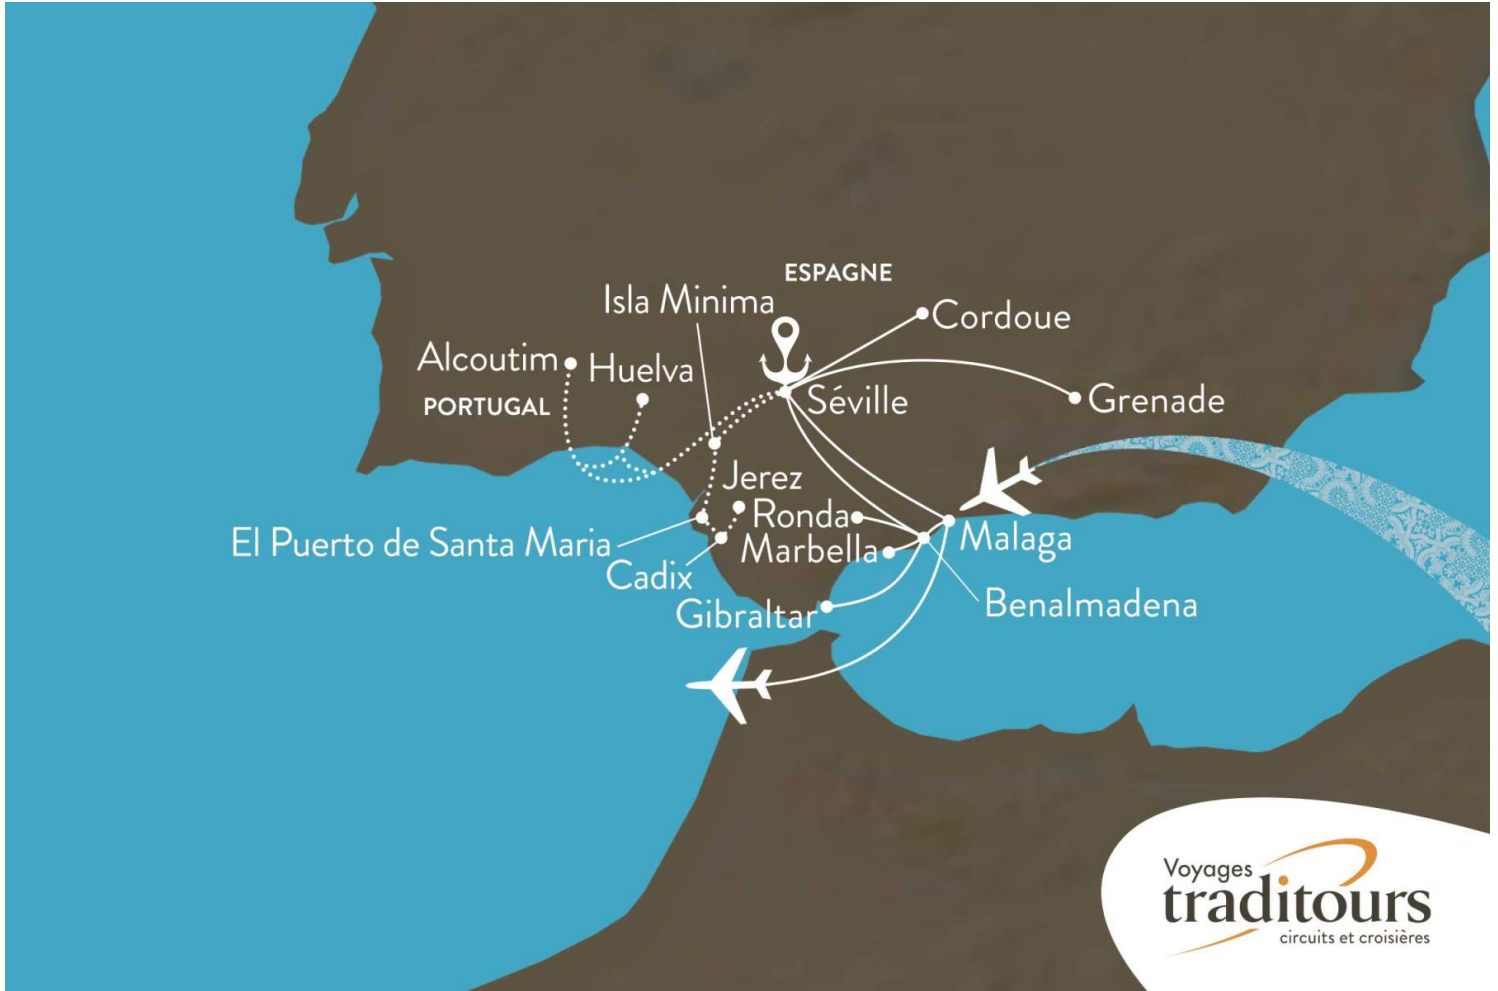 ESPAGNE
Isla Minima
Cordoue
Alcoutim
Huelva
PORTUGAL
Séville
Grenade
Jerez
Ronda
El Puerto de Santa Maria
Marbella
Malaga
Cadix
Gibraltar
Benalmadena
Voyages
traditours
circuits et croisières